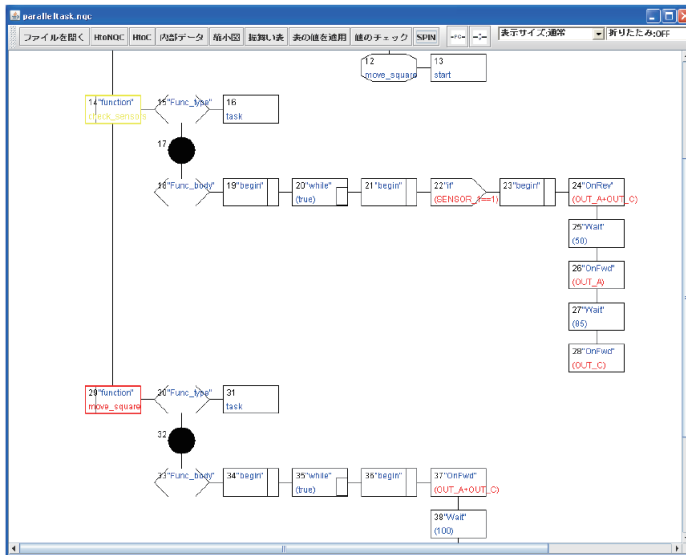 paralelltask.nqc
ファイルを開く HtoNQC HtoC 内部データ 縮小図 振舞い表 表の値を適用 値のチェック SPIN 表示サイズ:通常 折りたたみ:OFF
12 13
move_square start
14"function" 15"Func_type" 16
check_sensors task
17
18"Func_body" 19"begin" 20"while" 21"begin" 22"if" 23"begin" 24"OnRev"
(true) (SENSOR_1==1) (OUT_A+OUT_C)
25"Wait"
(50)
26"OnFwd"
(OUT_A)
27"Wait"
(85)
28"OnFwd"
(OUT_C)
29"function" 30"Func_type" 31
move_square task
32
33"Func_body" 34"begin" 35"while" 36"begin" 37"OnFwd"
(true) (OUT_A+OUT_C)
38"Wait"
(100)